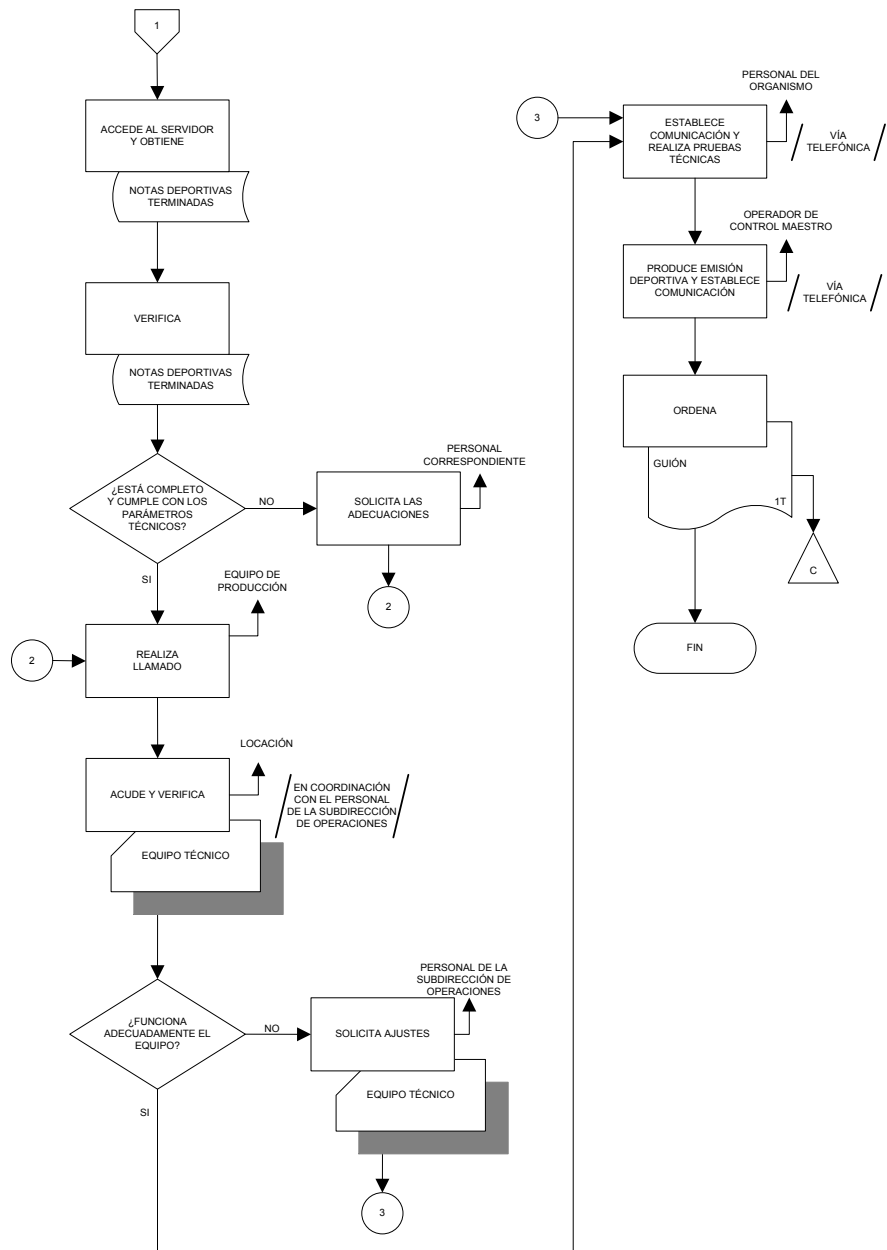 1
ACCEDE AL SERVIDOR
Y OBTIENE
NOTAS DEPORTIVAS
TERMINADAS
VERIFICA
NOTAS DEPORTIVAS
TERMINADAS
¿ESTÁ COMPLETO
Y CUMPLE CON LOS
PARÁMETROS
TÉCNICOS?
NO
SOLICITA LAS
ADECUACIONES
PERSONAL
CORRESPONDIENTE
2
SI
EQUIPO DE
PRODUCCIÓN
2
REALIZA
LLAMADO
LOCACIÓN
ACUDE Y VERIFICA
EN COORDINACIÓN
CON EL PERSONAL
DE LA SUBDIRECCIÓN
DE OPERACIONES
EQUIPO TÉCNICO
¿FUNCIONA
ADECUADAMENTE EL
EQUIPO?
NO
PERSONAL DE LA
SUBDIRECCIÓN DE
OPERACIONES
SOLICITA AJUSTES
EQUIPO TÉCNICO
3
SI
3
ESTABLECE
COMUNICACIÓN Y
REALIZA PRUEBAS
TÉCNICAS
PERSONAL DEL
ORGANISMO
VÍA
TELEFÓNICA
PRODUCE EMISIÓN
DEPORTIVA Y ESTABLECE
COMUNICACIÓN
OPERADOR DE
CONTROL MAESTRO
VÍA
TELEFÓNICA
ORDENA
GUIÓN
1T
C
FIN